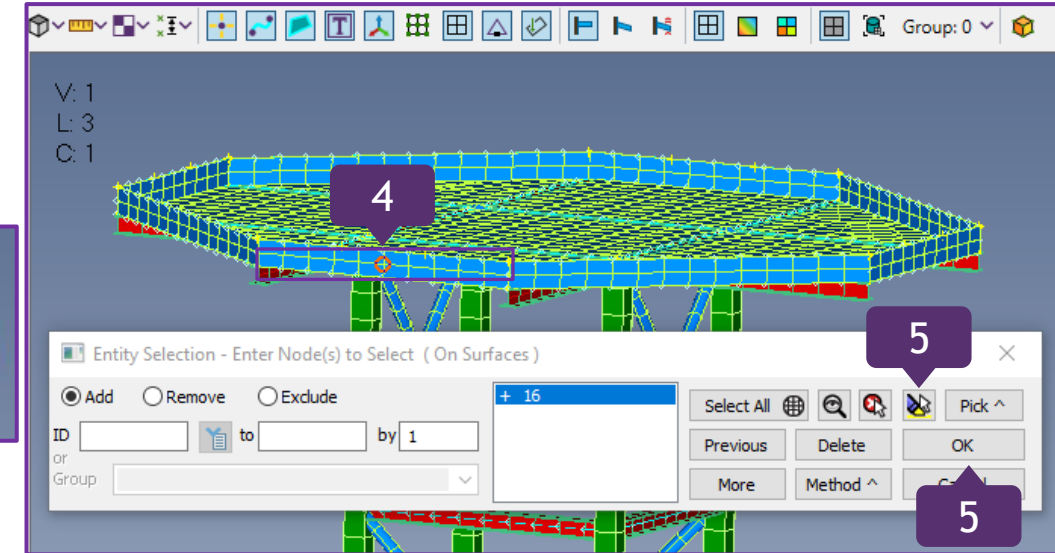 Group: 0
V: 1
L: 3
C: 1
4
5
Entity Selection - Enter Node(s) to Select ( On Surfaces )
Add Remove Exclude
+ 16
Select All Pick ^
ID to by 1
Previous Delete OK
or
Group
More Method ^
5